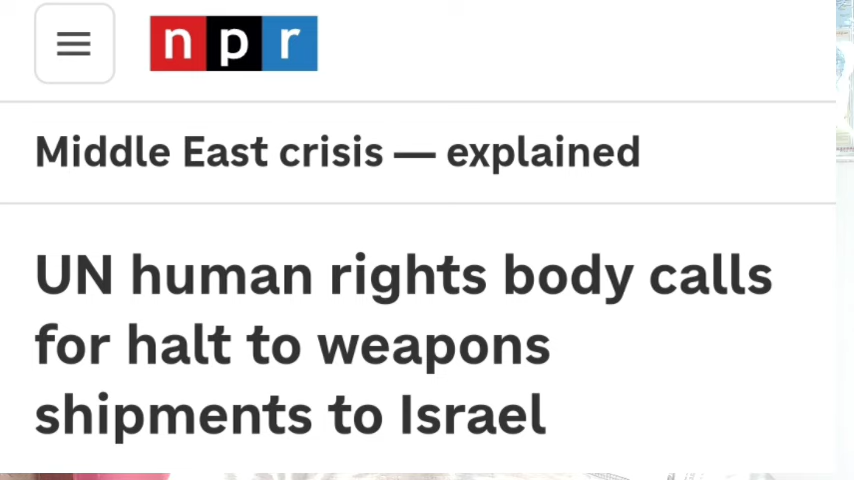 npr
Middle East crisis — explained
UN human rights body calls
for halt to weapons
shipments to Israel